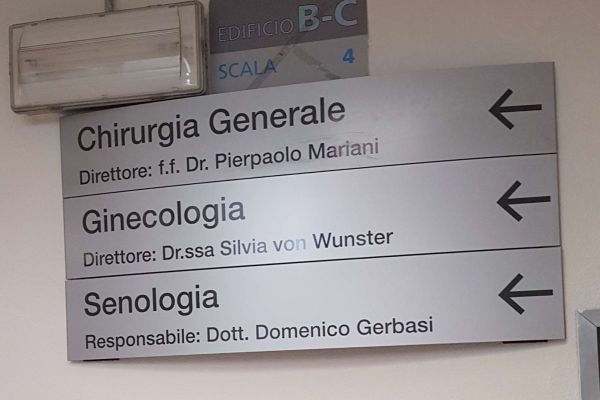 EDIFICIO B-C
SCALA 4
Chirurgia Generale
Direttore: f.f. Dr. Pierpaolo Mariani
Ginecologia
Direttore: Dr.ssa Silvia von Wunster
Senologia
Responsabile: Dott. Domenico Gerbasi